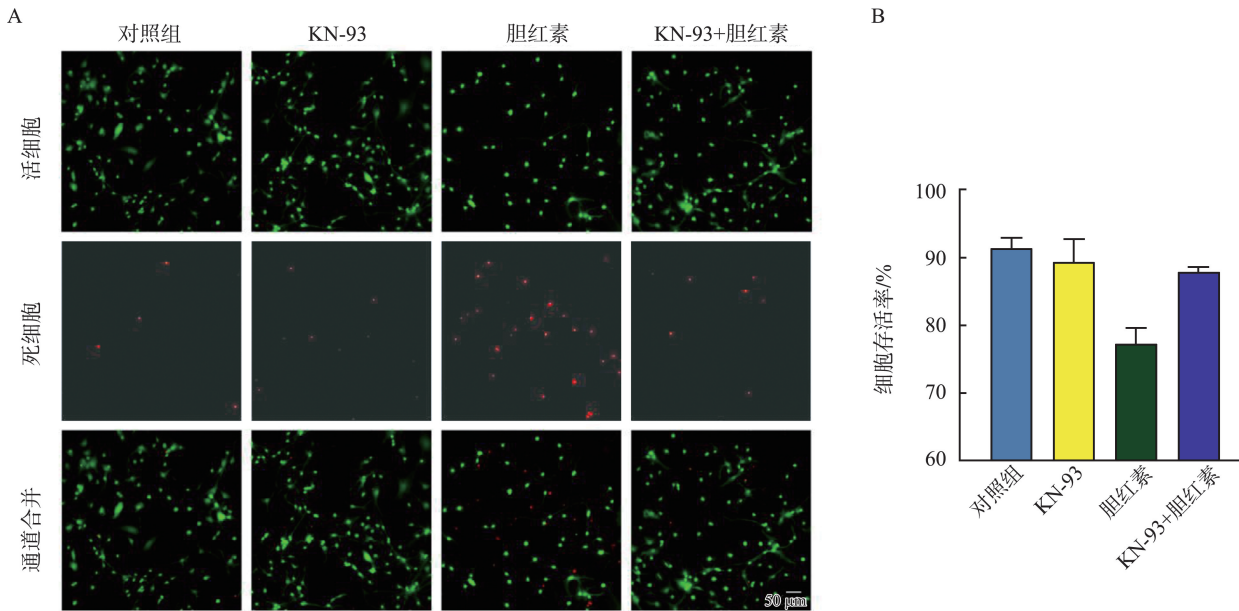 A
对照组
KN-93
胆红素
KN-93+胆红素
活细胞
死细胞
通道合并
50 μm
B
细胞存活率/%
100
90
80
70
60
对照组
KN-93
胆红素
KN-93+胆红素